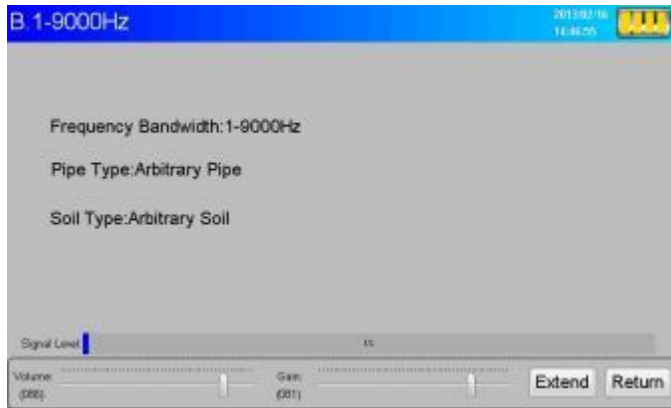 B.1-9000Hz
2013/02/16
Frequency Bandwidth:1-9000Hz
Pipe Type:Arbitrary Pipe
Soil Type:Arbitrary Soil
Signal Level:
Volume:
Gain:
(081)
Extend
Return